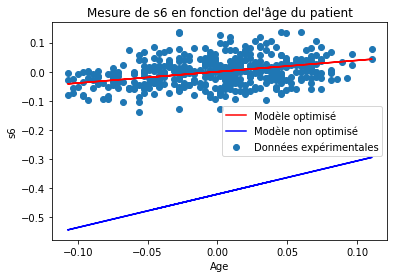 Mesure de s6 en fonction del'âge du patient
0.1
0.0
−0.1
−0.2
−0.3
−0.4
−0.5
s6
Modèle optimisé
Modèle non optimisé
Données expérimentales
−0.10
−0.05
0.00
0.05
0.10
Age